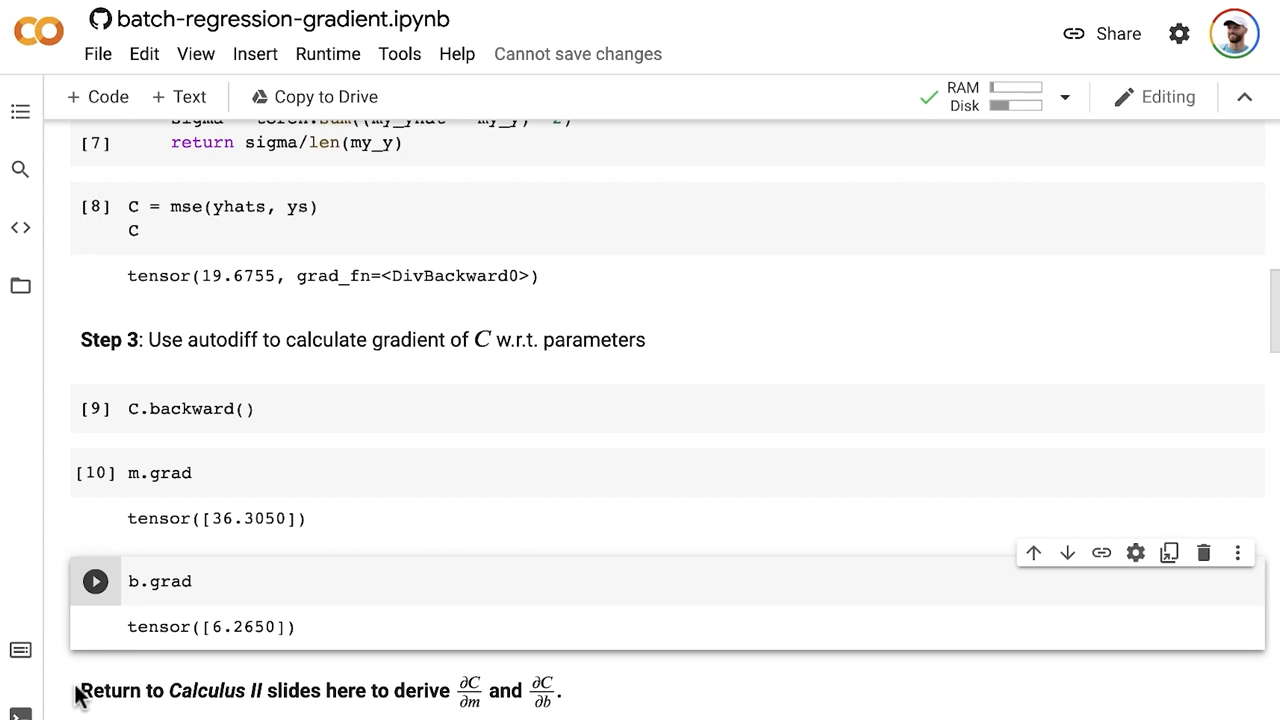 batch-regression-gradient.ipynb
Share
File Edit View Insert Runtime Tools Help Cannot save changes
+ Code + Text Copy to Drive
RAM
Disk
Editing
[7] return sigma/len(my_y)
[8] C = mse(yhats, ys)
C
tensor(19.6755, grad_fn=<DivBackward0>)
Step 3: Use autodiff to calculate gradient of C w.r.t. parameters
[9] C.backward()
[10] m.grad
tensor([36.3050])
b.grad
tensor([6.2650])
Return to Calculus II slides here to derive ∂C/∂m and ∂C/∂b.